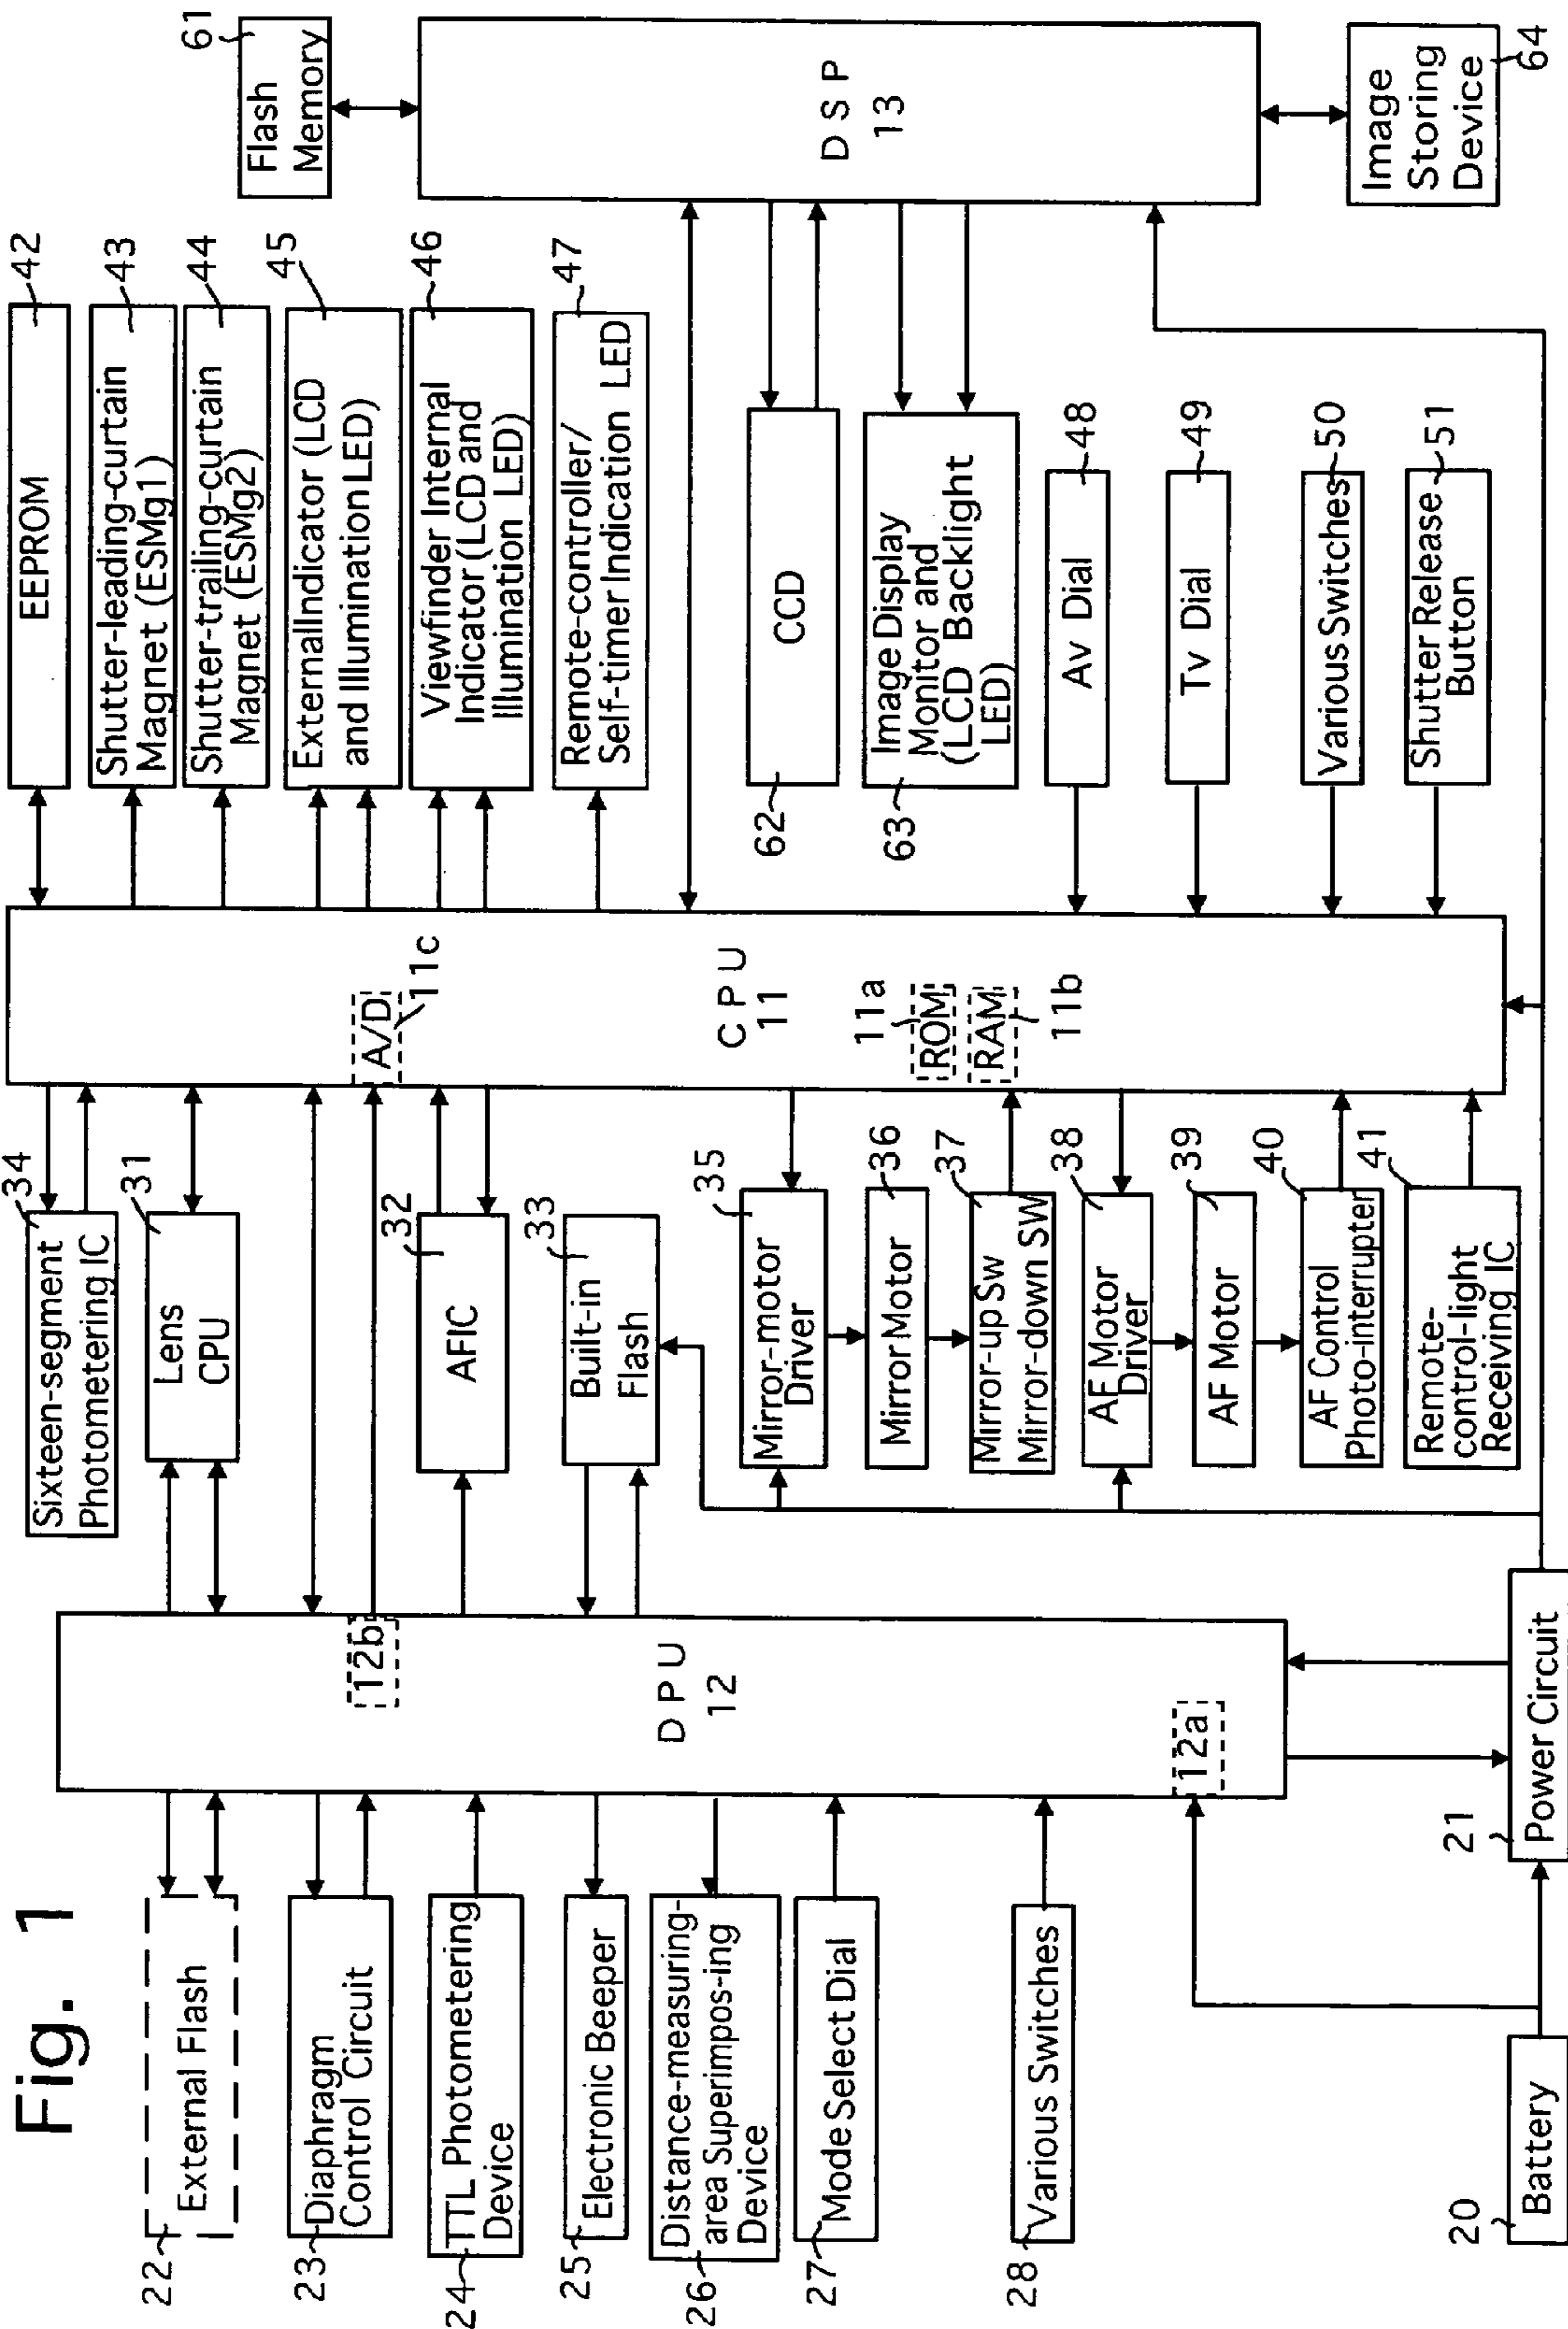 Fig. 1
22
External Flash
23
Diaphragm
Control Circuit
24
TTL Photometering
Device
25
Electronic Beeper
26
Distance-measuring-
area Superimpos-ing
Device
27
Mode Select Dial
28
Various Switches
20
Battery
21
Power Circuit
DPU
12
12b
12a
34
Sixteen-segment
Photometering IC
31
Lens
CPU
32
AFIC
33
Built-in
Flash
35
Mirror-motor
Driver
36
Mirror Motor
37
Mirror-up Sw
Mirror-down SW
38
AF Motor
Driver
39
AF Motor
40
AF Control
Photo-interrupter
41
Remote-
control-light
Receiving IC
CPU
11
A/D
11c
11a
ROM
RAM
11b
42
EEPROM
43
Shutter-leading-curtain
Magnet (ESMg1)
44
Shutter-trailing-curtain
Magnet (ESMg2)
45
ExternalIndicator (LCD
and IlluminationLED)
46
Viewfinder Internal
Indicator (LCD and
Illumination LED)
47
Remote-controller/
Self-timer Indication LED
62
CCD
63
Image Display
Monitor and
(LCD Backlight
LED)
48
Av Dial
49
Tv Dial
50
Various Switches
51
Shutter Release
Button
61
Flash
Memory
DSP
13
Image
Storing
Device
64